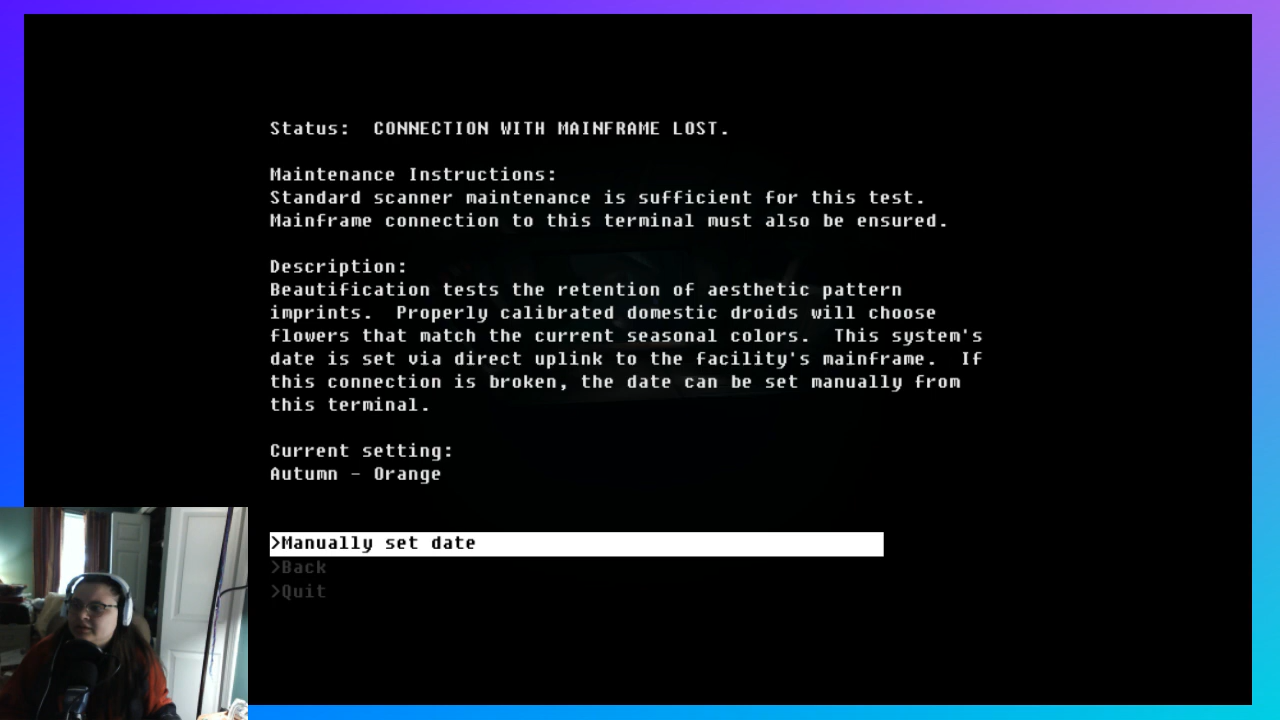 Status:  CONNECTION WITH MAINFRAME LOST.
Maintenance Instructions:
Standard scanner maintenance is sufficient for this test.
Mainframe connection to this terminal must also be ensured.
Description:
Beautification tests the retention of aesthetic pattern
imprints.  Properly calibrated domestic droids will choose
flowers that match the current seasonal colors.  This system's
date is set via direct uplink to the facility's mainframe.  If
this connection is broken, the date can be set manually from
this terminal.
Current setting:
Autumn - Orange
>Manually set date
>Back
>Quit